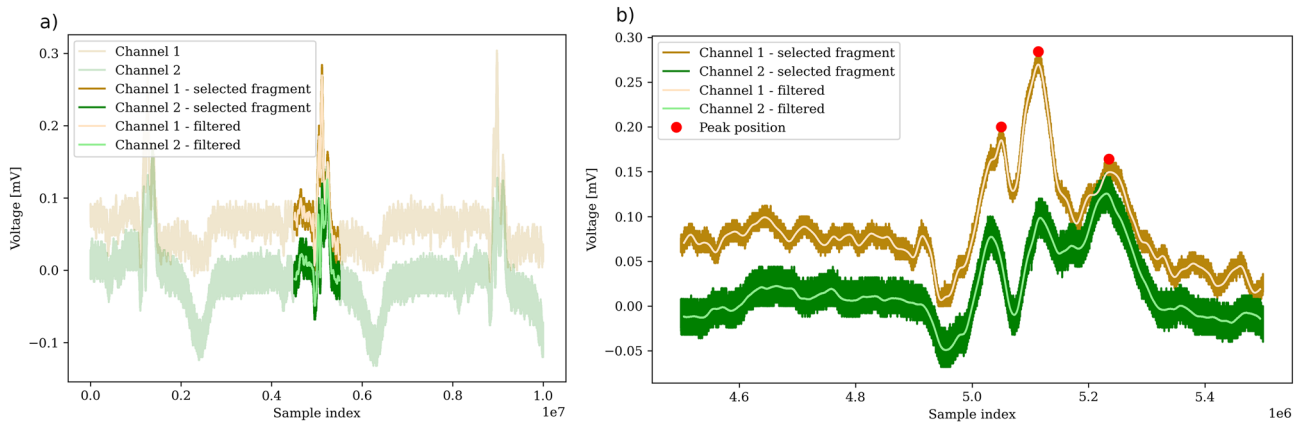 a)
Channel 1
Channel 2
Channel 1 - selected fragment
Channel 2 - selected fragment
Channel 1 - filtered
Channel 2 - filtered
0.3
0.2
0.1
0.0
−0.1
Voltage [mV]
0.0
0.2
0.4
0.6
0.8
1.0
1e7
Sample index
b)
Channel 1 - selected fragment
Channel 2 - selected fragment
Channel 1 - filtered
Channel 2 - filtered
Peak position
0.30
0.25
0.20
0.15
0.10
0.05
0.00
−0.05
Voltage [mV]
4.6
4.8
5.0
5.2
5.4
1e6
Sample index